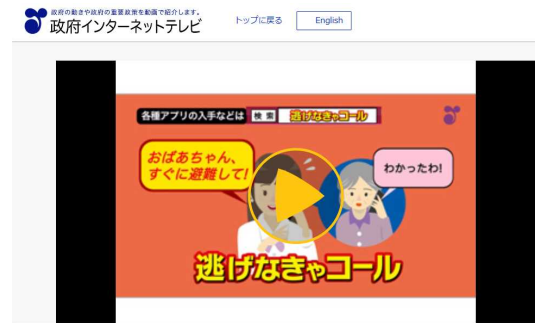 政府の動きや政府の重要政策を動画で紹介します。
政府インターネットテレビ
トップに戻る
English
各種アプリの入手などは 検索 逃げなきゃコール
おばあちゃん、
すぐに避難して!
わかったわ!
逃げなきゃコール